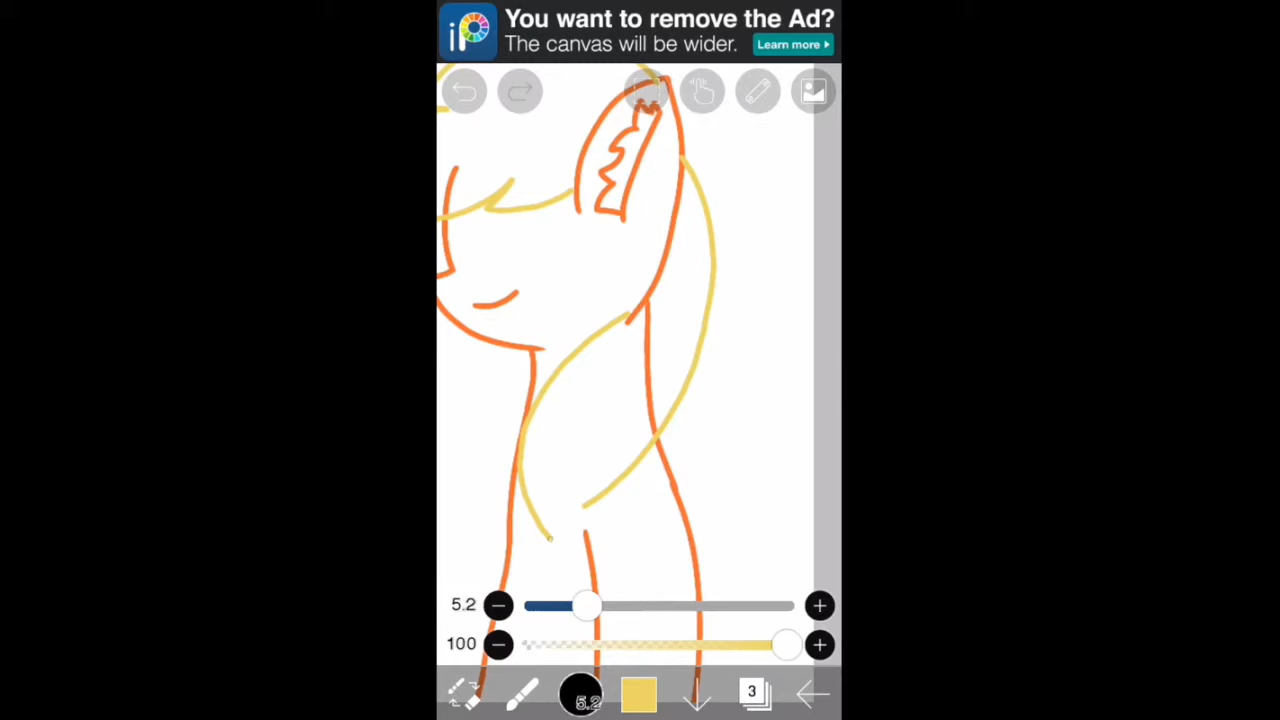 iP
You want to remove the Ad?
The canvas will be wider.
Learn more
5.2
100
5.2
3